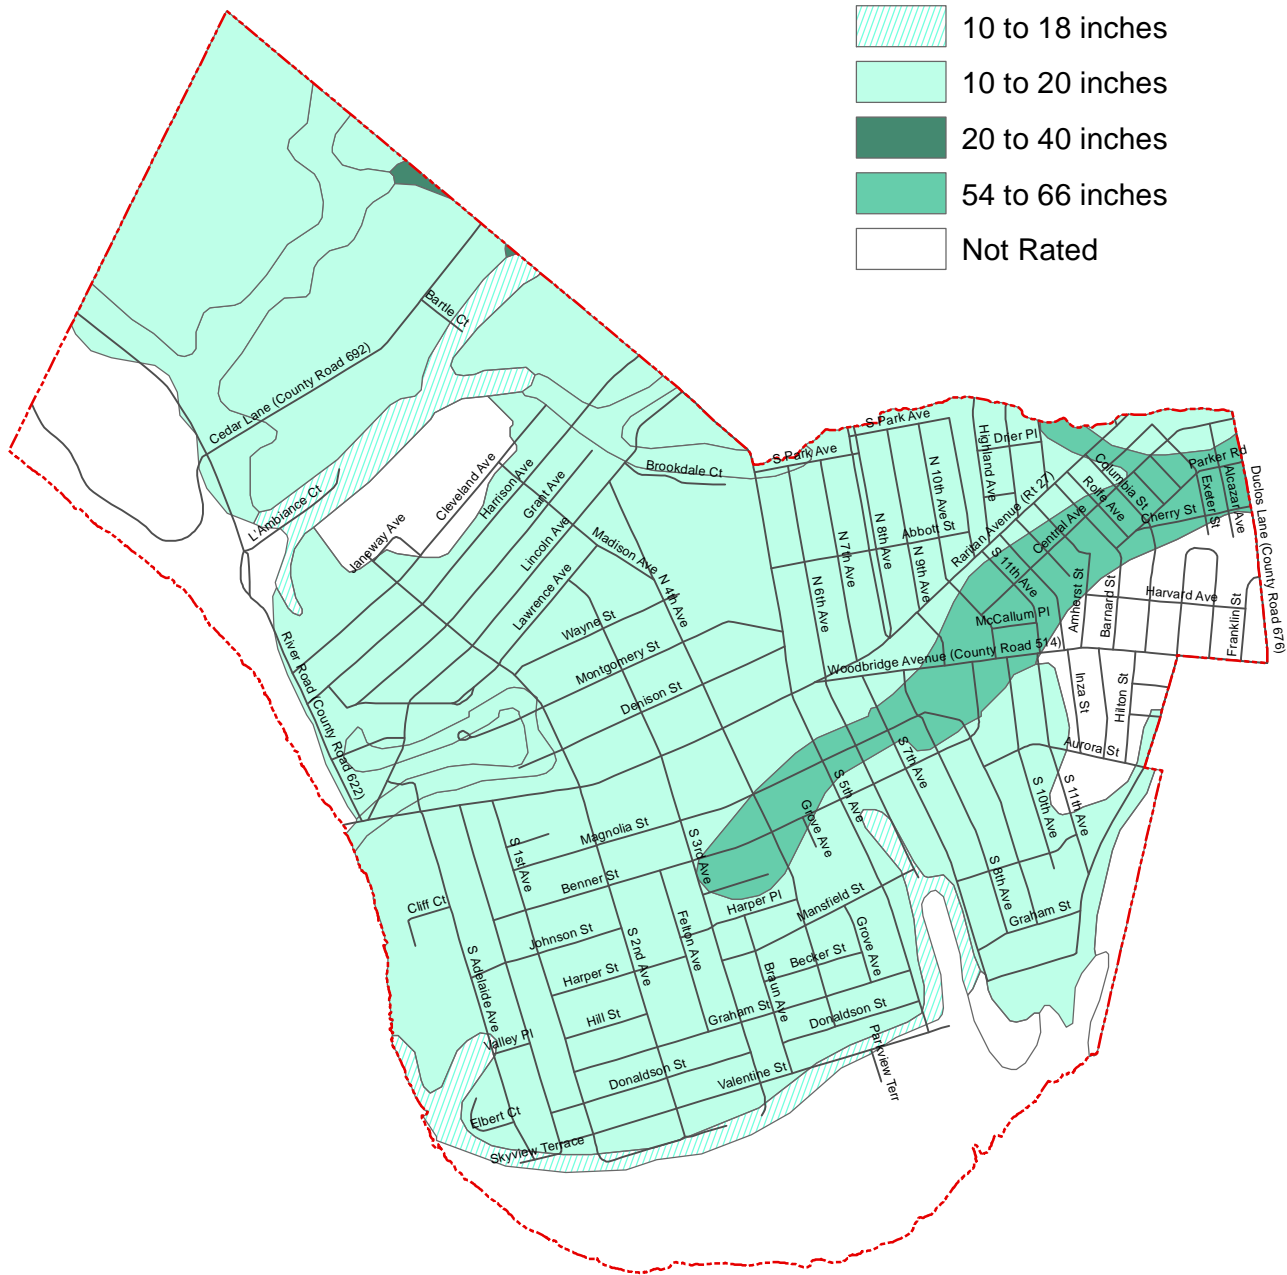 10 to 18 inches
10 to 20 inches
20 to 40 inches
54 to 66 inches
Not Rated
Bartle Ct
Cedar Lane (County Road 692)
S Park Ave
S Park Ave
Highland Ave
Drier Pl
Brookdale Ct
Columbia St
Parker Rd
Cleveland Ave
Harrison Ave
Grant Ave
N 10th Ave
Raritan Avenue (Rt 27)
Rolfe Ave
Exeter St
Alcazar Ave
Duclos Lane (County Road 676)
L'Ambiance Ct
Janeway Ave
Lincoln Ave
Madison Ave
N 7th Ave
N 8th Ave
Abbott St
N 9th Ave
Central Ave
Cherry St
Lawrence Ave
N 4th Ave
N 6th Ave
S 11th Ave
Amherst St
Barnard St
Harvard Ave
Franklin St
Wayne St
McCallum Pl
Montgomery St
Woodbridge Avenue (County Road 514)
River Road (County Road 622)
Denison St
Inza St
Hilton St
S 7th Ave
Aurora St
S 5th Ave
S 10th Ave
S 11th Ave
Magnolia St
Grove Ave
S 1st Ave
S 3rd Ave
Benner St
S 8th Ave
Cliff Ct
Harper Pl
Mansfield St
Graham St
Johnson St
S 2nd Ave
Felton Ave
Grove Ave
S Adelaide Ave
Harper St
Becker St
Braun Ave
Hill St
Graham St
Donaldson St
Valley Pl
Parkview Terr
Donaldson St
Valentine St
Elbert Ct
Skyview Terrace